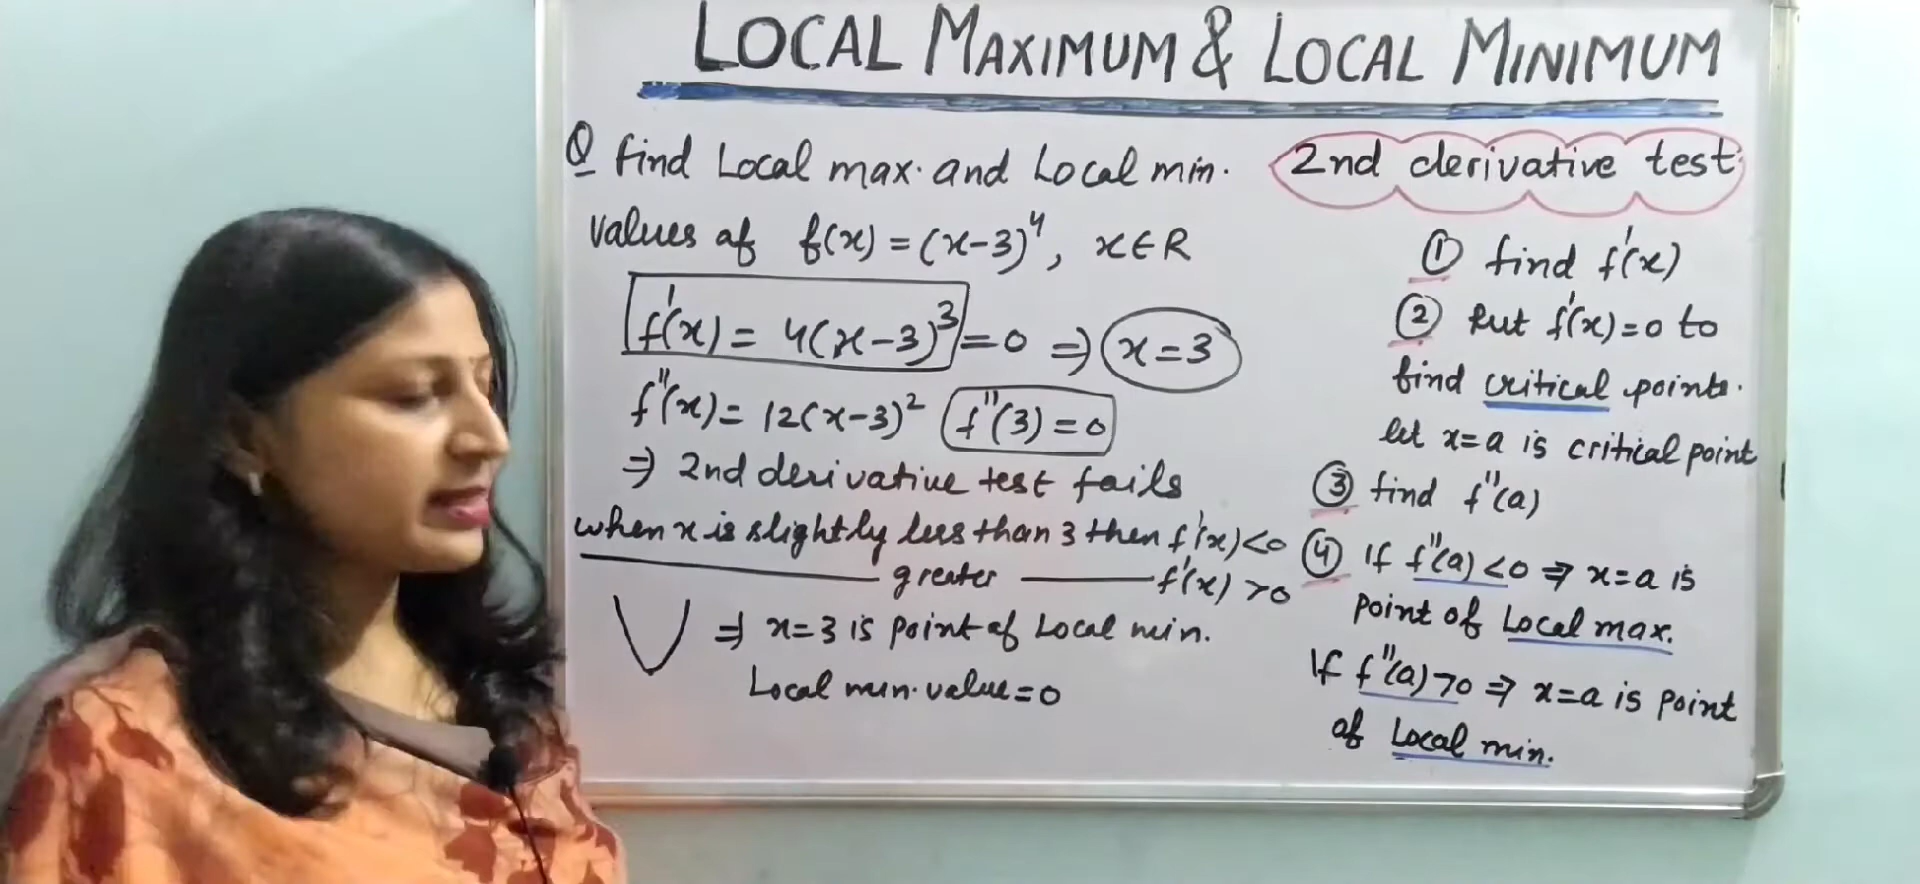 LOCAL MAXIMUM & LOCAL MINIMUM
Q find Local max. and Local min.
values of f(x) = (x-3)⁴, x∈R
f'(x) = 4(x-3)³ = 0 ⇒ x=3
f''(x) = 12(x-3)² f''(3) = 0
⇒ 2nd derivative test fails
when x is slightly less than 3 then f'(x)<0
greater f'(x) >0
⇒ x=3 is point of Local min.
Local min. value = 0
2nd derivative test
① find f'(x)
② Put f'(x)=0 to
find critical points.
let x=a is critical point
③ find f''(a)
④ If f''(a) <0 ⇒ x=a is
point of Local max.
If f''(a) >0 ⇒ x=a is point
of Local min.